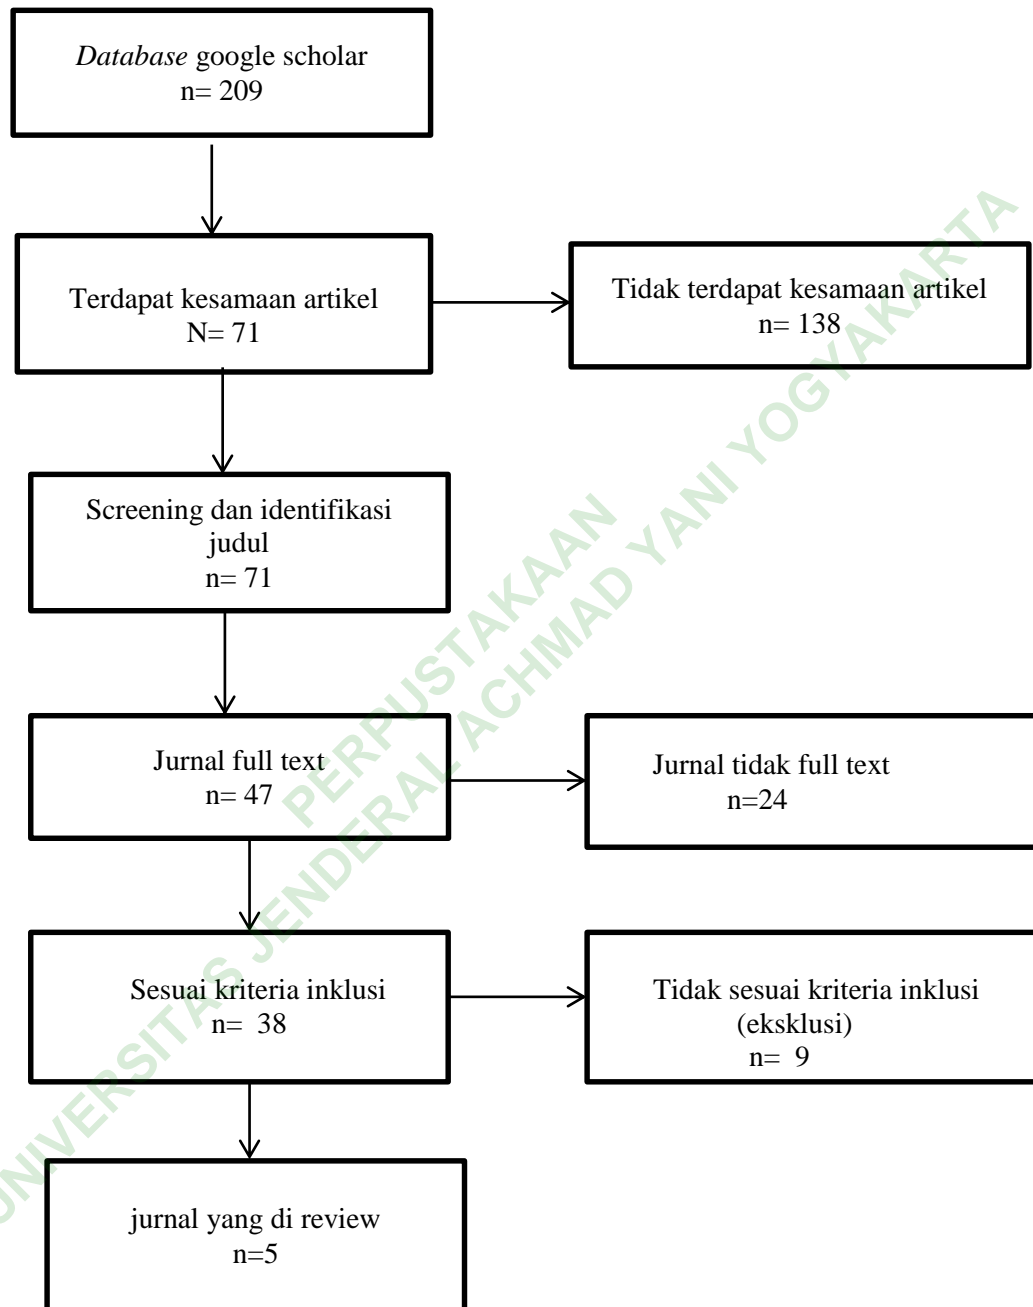 Database google scholar
n= 209
Terdapat kesamaan artikel
N= 71
Tidak terdapat kesamaan artikel
n= 138
Screening dan identifikasi
judul
n= 71
Jurnal full text
n= 47
Jurnal tidak full text
n=24
Sesuai kriteria inklusi
n= 38
Tidak sesuai kriteria inklusi
(eksklusi)
n= 9
jurnal yang di review
n=5
PERPUSTAKAAN
UNIVERSITAS JENDERAL ACHMAD YANI YOGYAKARTA